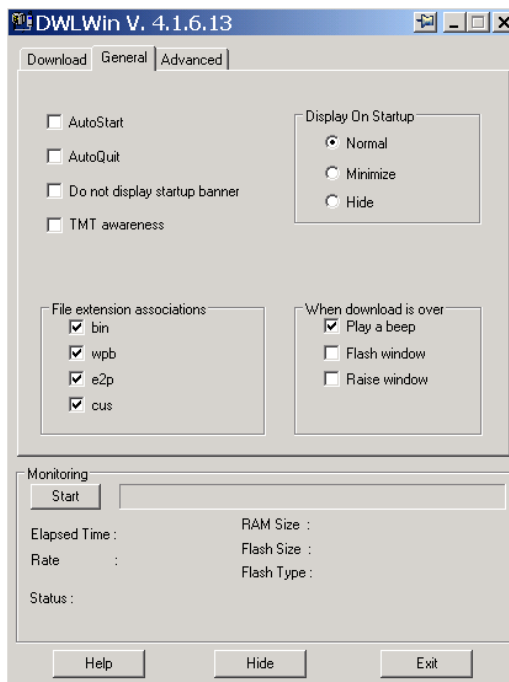 DWLWin V. 4.1.6.13
Download General Advanced
AutoStart
AutoQuit
Do not display startup banner
TMT awareness
Display On Startup
Normal
Minimize
Hide
File extension associations
bin
wpb
e2p
cus
When download is over
Play a beep
Flash window
Raise window
Monitoring
Start
Elapsed Time :
Rate :
Status :
RAM Size :
Flash Size :
Flash Type :
Help Hide Exit